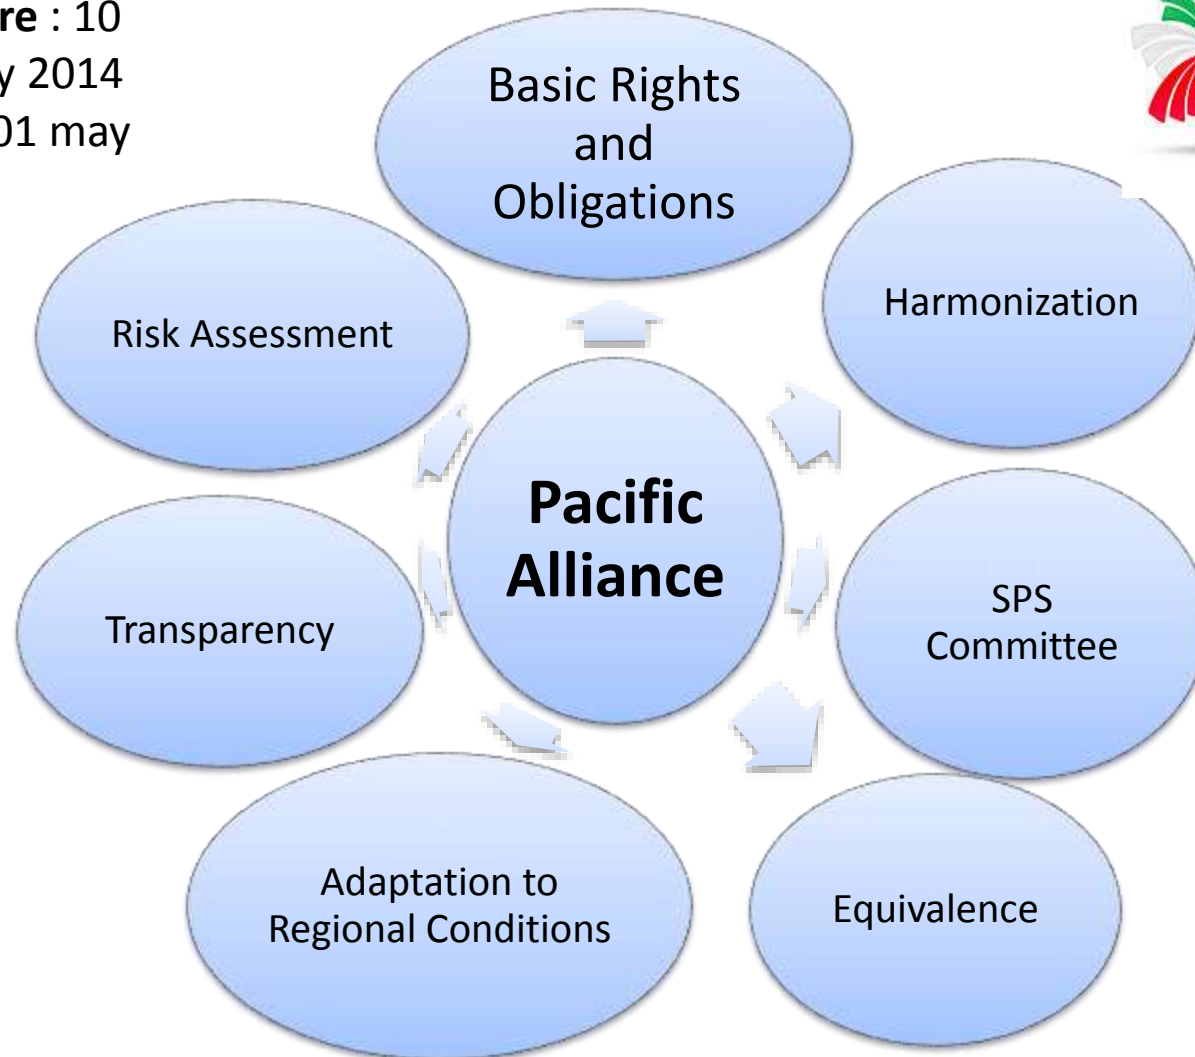 re : 10
y 2014
01 may
Basic Rights
and
Obligations
Harmonization
Risk Assessment
Pacific
Alliance
SPS
Committee
Transparency
Adaptation to
Regional Conditions
Equivalence